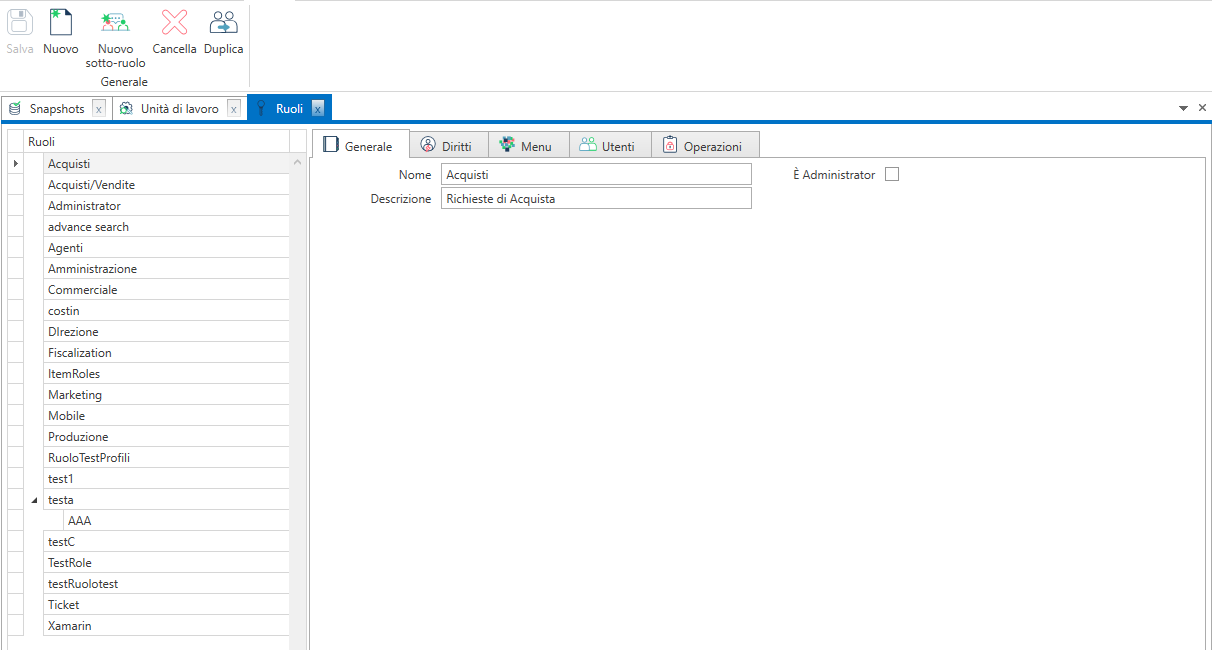 Salva
Nuovo
Nuovo
sotto-ruolo
Cancella
Duplica
Generale
Snapshots x
Unità di lavoro x
Ruoli x
Ruoli
Acquisti
Acquisti/Vendite
Administrator
advance search
Agenti
Amministrazione
Commerciale
costin
DIrezione
Fiscalization
ItemRoles
Marketing
Mobile
Produzione
RuoloTestProfili
test1
testa
AAA
testC
TestRole
testRuolotest
Ticket
Xamarin
Generale
Diritti
Menu
Utenti
Operazioni
Nome Acquisti
È Administrator
Descrizione Richieste di Acquista